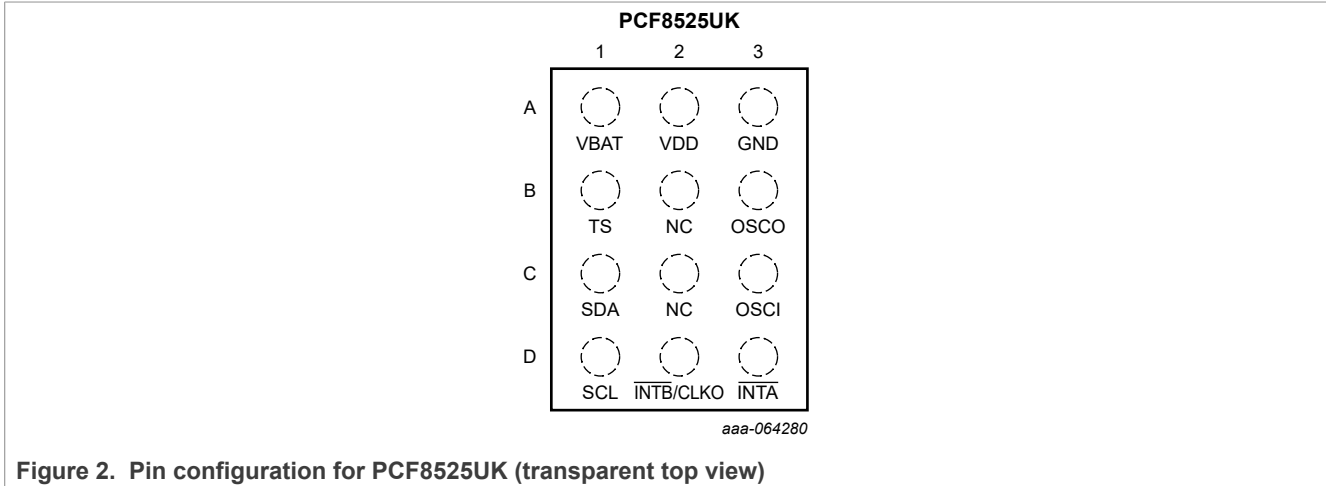 PCF8525UK
1 2 3
A
VBAT VDD GND
B
TS NC OSCO
C
SDA NC OSCI
D
SCL INTB/CLKO INTA
aaa-064280
Figure 2. Pin configuration for PCF8525UK (transparent top view)